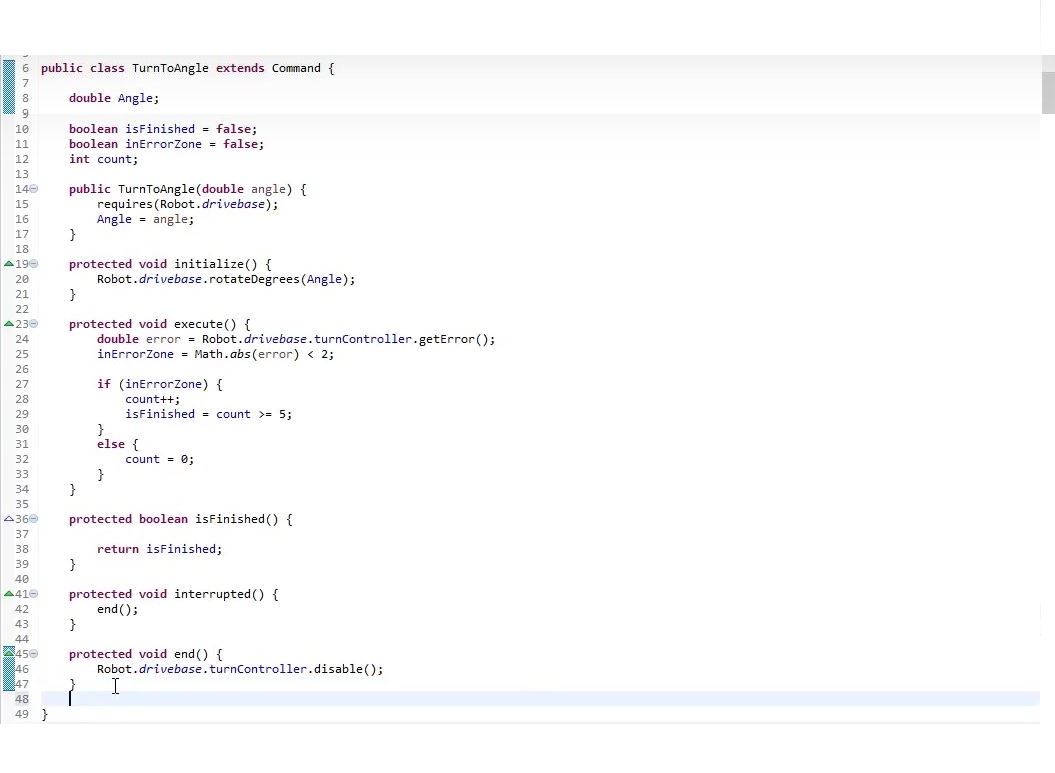 6 public class TurnToAngle extends Command {
7
8 double Angle;
9
10 boolean isFinished = false;
11 boolean inErrorZone = false;
12 int count;
13
14 public TurnToAngle(double angle) {
15 requires(Robot.drivebase);
16 Angle = angle;
17 }
18
19 protected void initialize() {
20 Robot.drivebase.rotateDegrees(Angle);
21 }
22
23 protected void execute() {
24 double error = Robot.drivebase.turnController.getError();
25 inErrorZone = Math.abs(error) < 2;
26
27 if (inErrorZone) {
28 count++;
29 isFinished = count >= 5;
30 }
31 else {
32 count = 0;
33 }
34 }
35
36 protected boolean isFinished() {
37
38 return isFinished;
39 }
40
41 protected void interrupted() {
42 end();
43 }
44
45 protected void end() {
46 Robot.drivebase.turnController.disable();
47 }
48
49 }